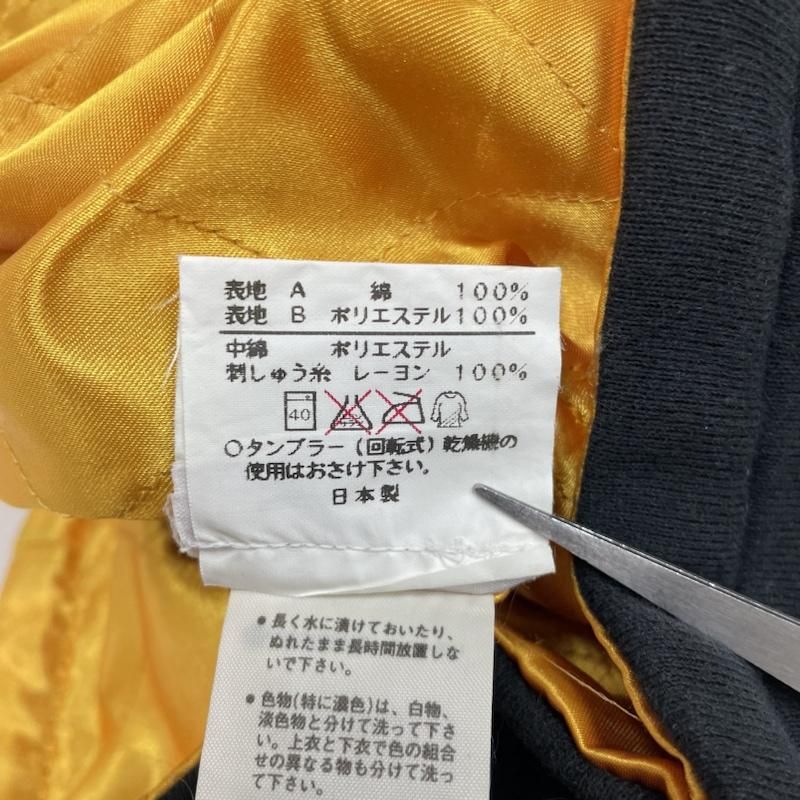 表地 A 綿 100%
表地 B ポリエステル100%
中綿 ポリエステル
刺しゅう糸 レーヨン 100%
40
○タンブラー(回転式)乾燥機の
使用はおさけ下さい。
日本製
●長く水に漬けておいたり、
ぬれたまま長時間放置しな
いで下さい。
●色物(特に濃色)は、白物、
淡色物と分けて洗って下さ
い。上衣と下衣で色の組合
せの異なる物も分けて洗っ
て下さい。